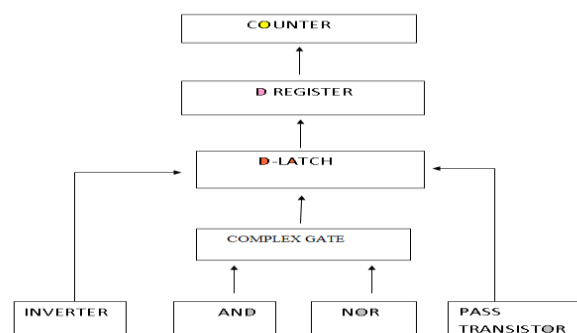 COUNTER
D REGISTER
D-LATCH
COMPLEX GATE
INVERTER
AND
NOR
PASS
TRANSISTOR